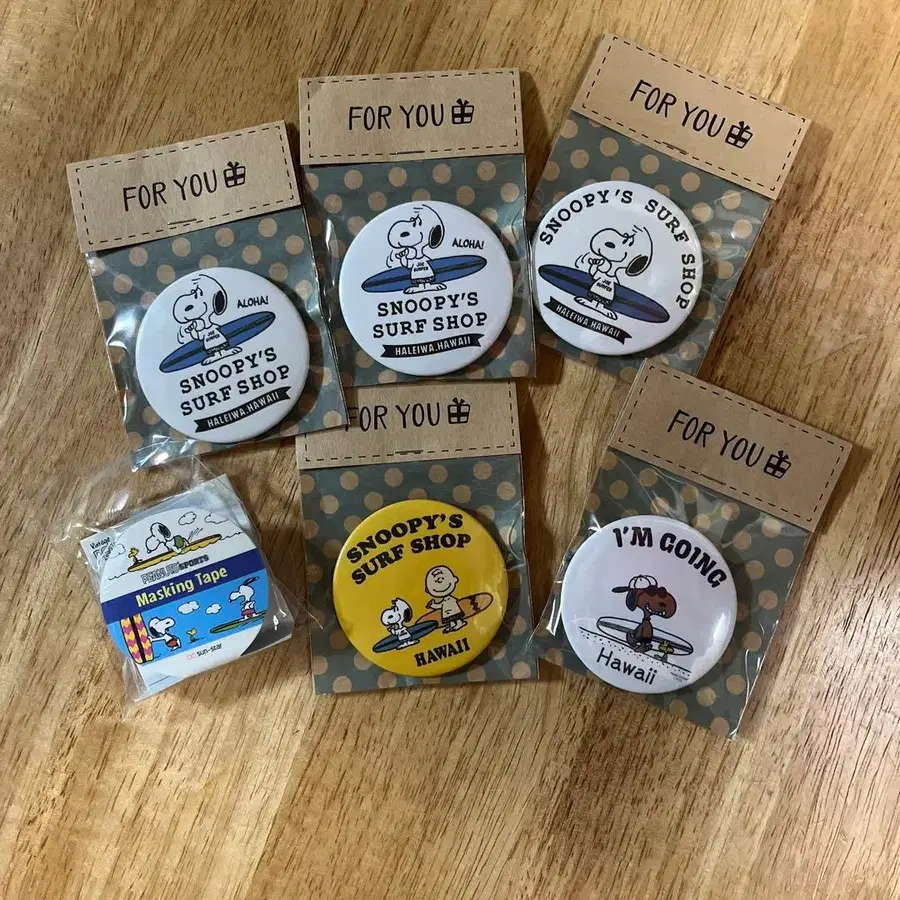 FOR YOU
ALOHA!
SNOOPY'S
SURF SHOP
HALEIWA.HAWAII
FOR YOU
ALOHA!
SNOOPY'S
SURF SHOP
HALEIWA.HAWAII
FOR YOU
SNOOPY'S SURF SHOP
HALEIWA.HAWAII
Vintage
PEANUTS SPORTS
Masking Tape
sun-star
FOR YOU
SNOOPY'S
SURF SHOP
HAWAII
FOR YOU
I'M GOING
Hawaii